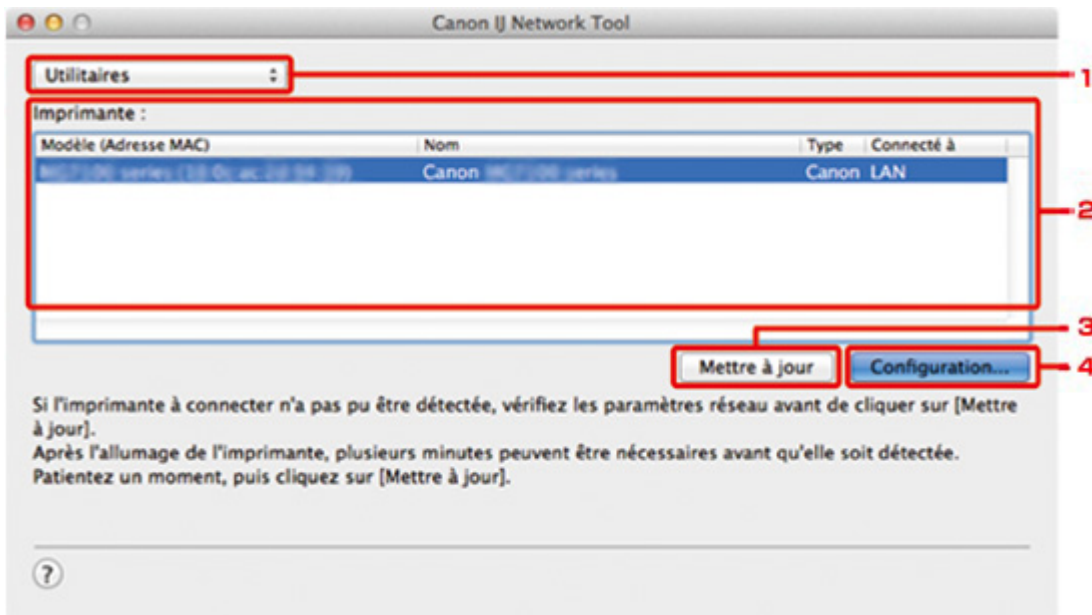 Canon IJ Network Tool
Utilitaires
1
Imprimante :
Modèle (Adresse MAC) Nom Type Connecté à
Canon Canon LAN
2
3
Mettre à jour Configuration... 4
Si l'imprimante à connecter n'a pas pu être détectée, vérifiez les paramètres réseau avant de cliquer sur [Mettre
à jour].
Après l'allumage de l'imprimante, plusieurs minutes peuvent être nécessaires avant qu'elle soit détectée.
Patientez un moment, puis cliquez sur [Mettre à jour].
?